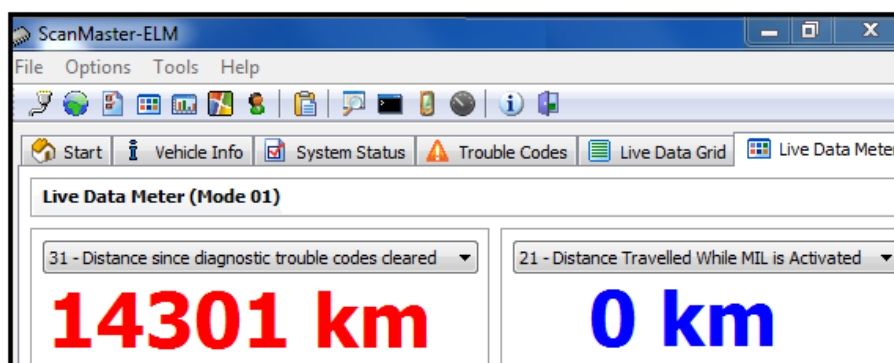 ScanMaster-ELM
File Options Tools Help
Start Vehicle Info System Status Trouble Codes Live Data Grid Live Data Meter
Live Data Meter (Mode 01)
31 - Distance since diagnostic trouble codes cleared 21 - Distance Travelled While MIL is Activated
14301 km 0 km